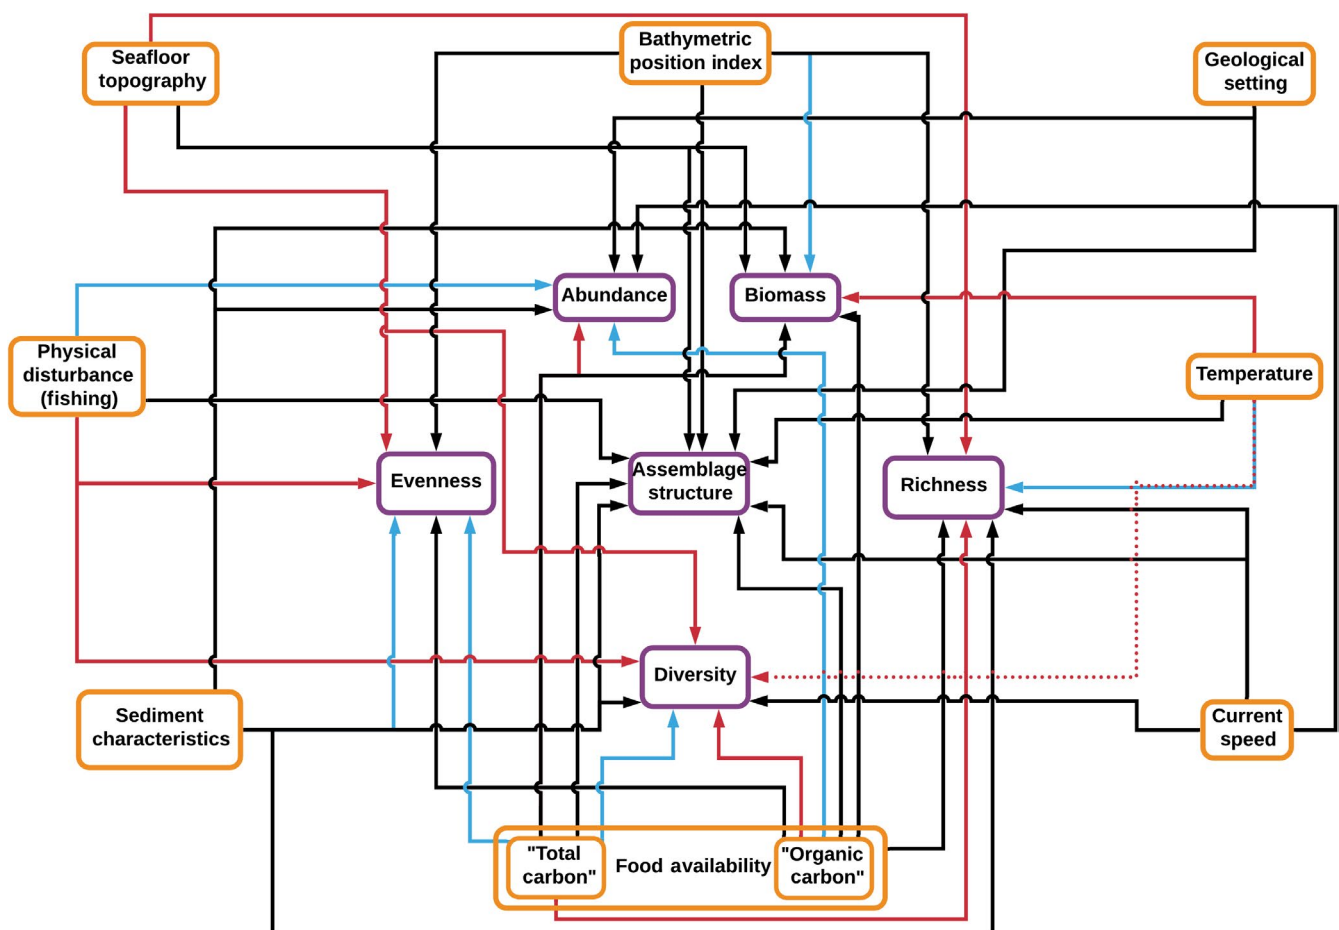 Seafloor
topography
Bathymetric
position index
Geological
setting
Abundance
Biomass
Physical
disturbance
(fishing)
Temperature
Evenness
Assemblage
structure
Richness
Diversity
Sediment
characteristics
Current
speed
"Total
carbon"
Food availability
"Organic
carbon"